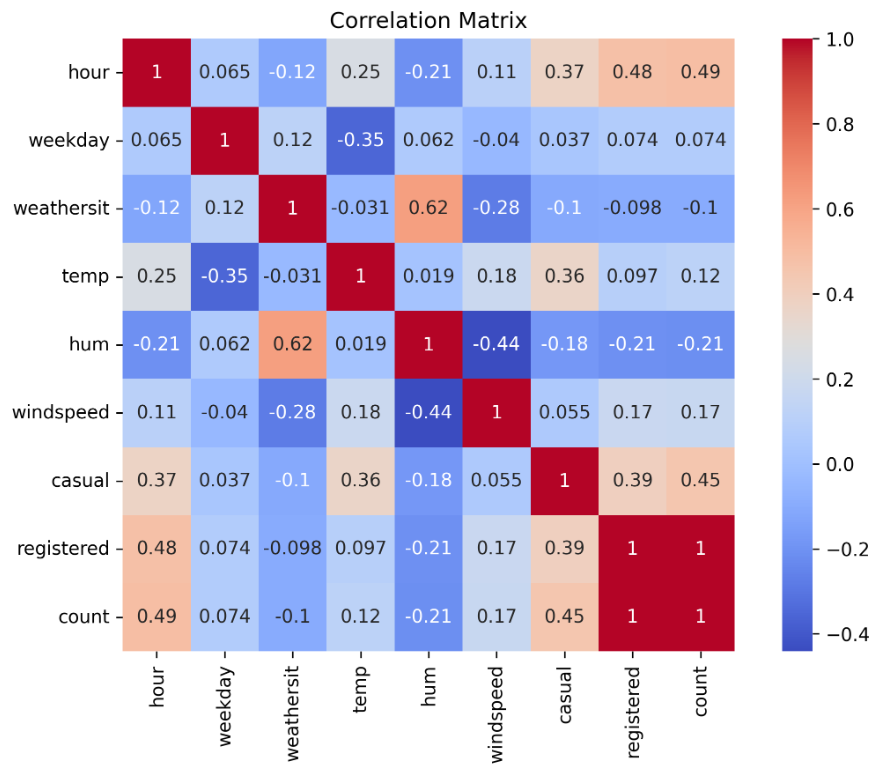 Correlation Matrix
hour 1 0.065 -0.12 0.25 -0.21 0.11 0.37 0.48 0.49
weekday 0.065 1 0.12 -0.35 0.062 -0.04 0.037 0.074 0.074
weathersit -0.12 0.12 1 -0.031 0.62 -0.28 -0.1 -0.098 -0.1
temp 0.25 -0.35 -0.031 1 0.019 0.18 0.36 0.097 0.12
hum -0.21 0.062 0.62 0.019 1 -0.44 -0.18 -0.21 -0.21
windspeed 0.11 -0.04 -0.28 0.18 -0.44 1 0.055 0.17 0.17
casual 0.37 0.037 -0.1 0.36 -0.18 0.055 1 0.39 0.45
registered 0.48 0.074 -0.098 0.097 -0.21 0.17 0.39 1 1
count 0.49 0.074 -0.1 0.12 -0.21 0.17 0.45 1 1
hour weekday weathersit temp hum windspeed casual registered count
1.0
0.8
0.6
0.4
0.2
0.0
−0.2
−0.4